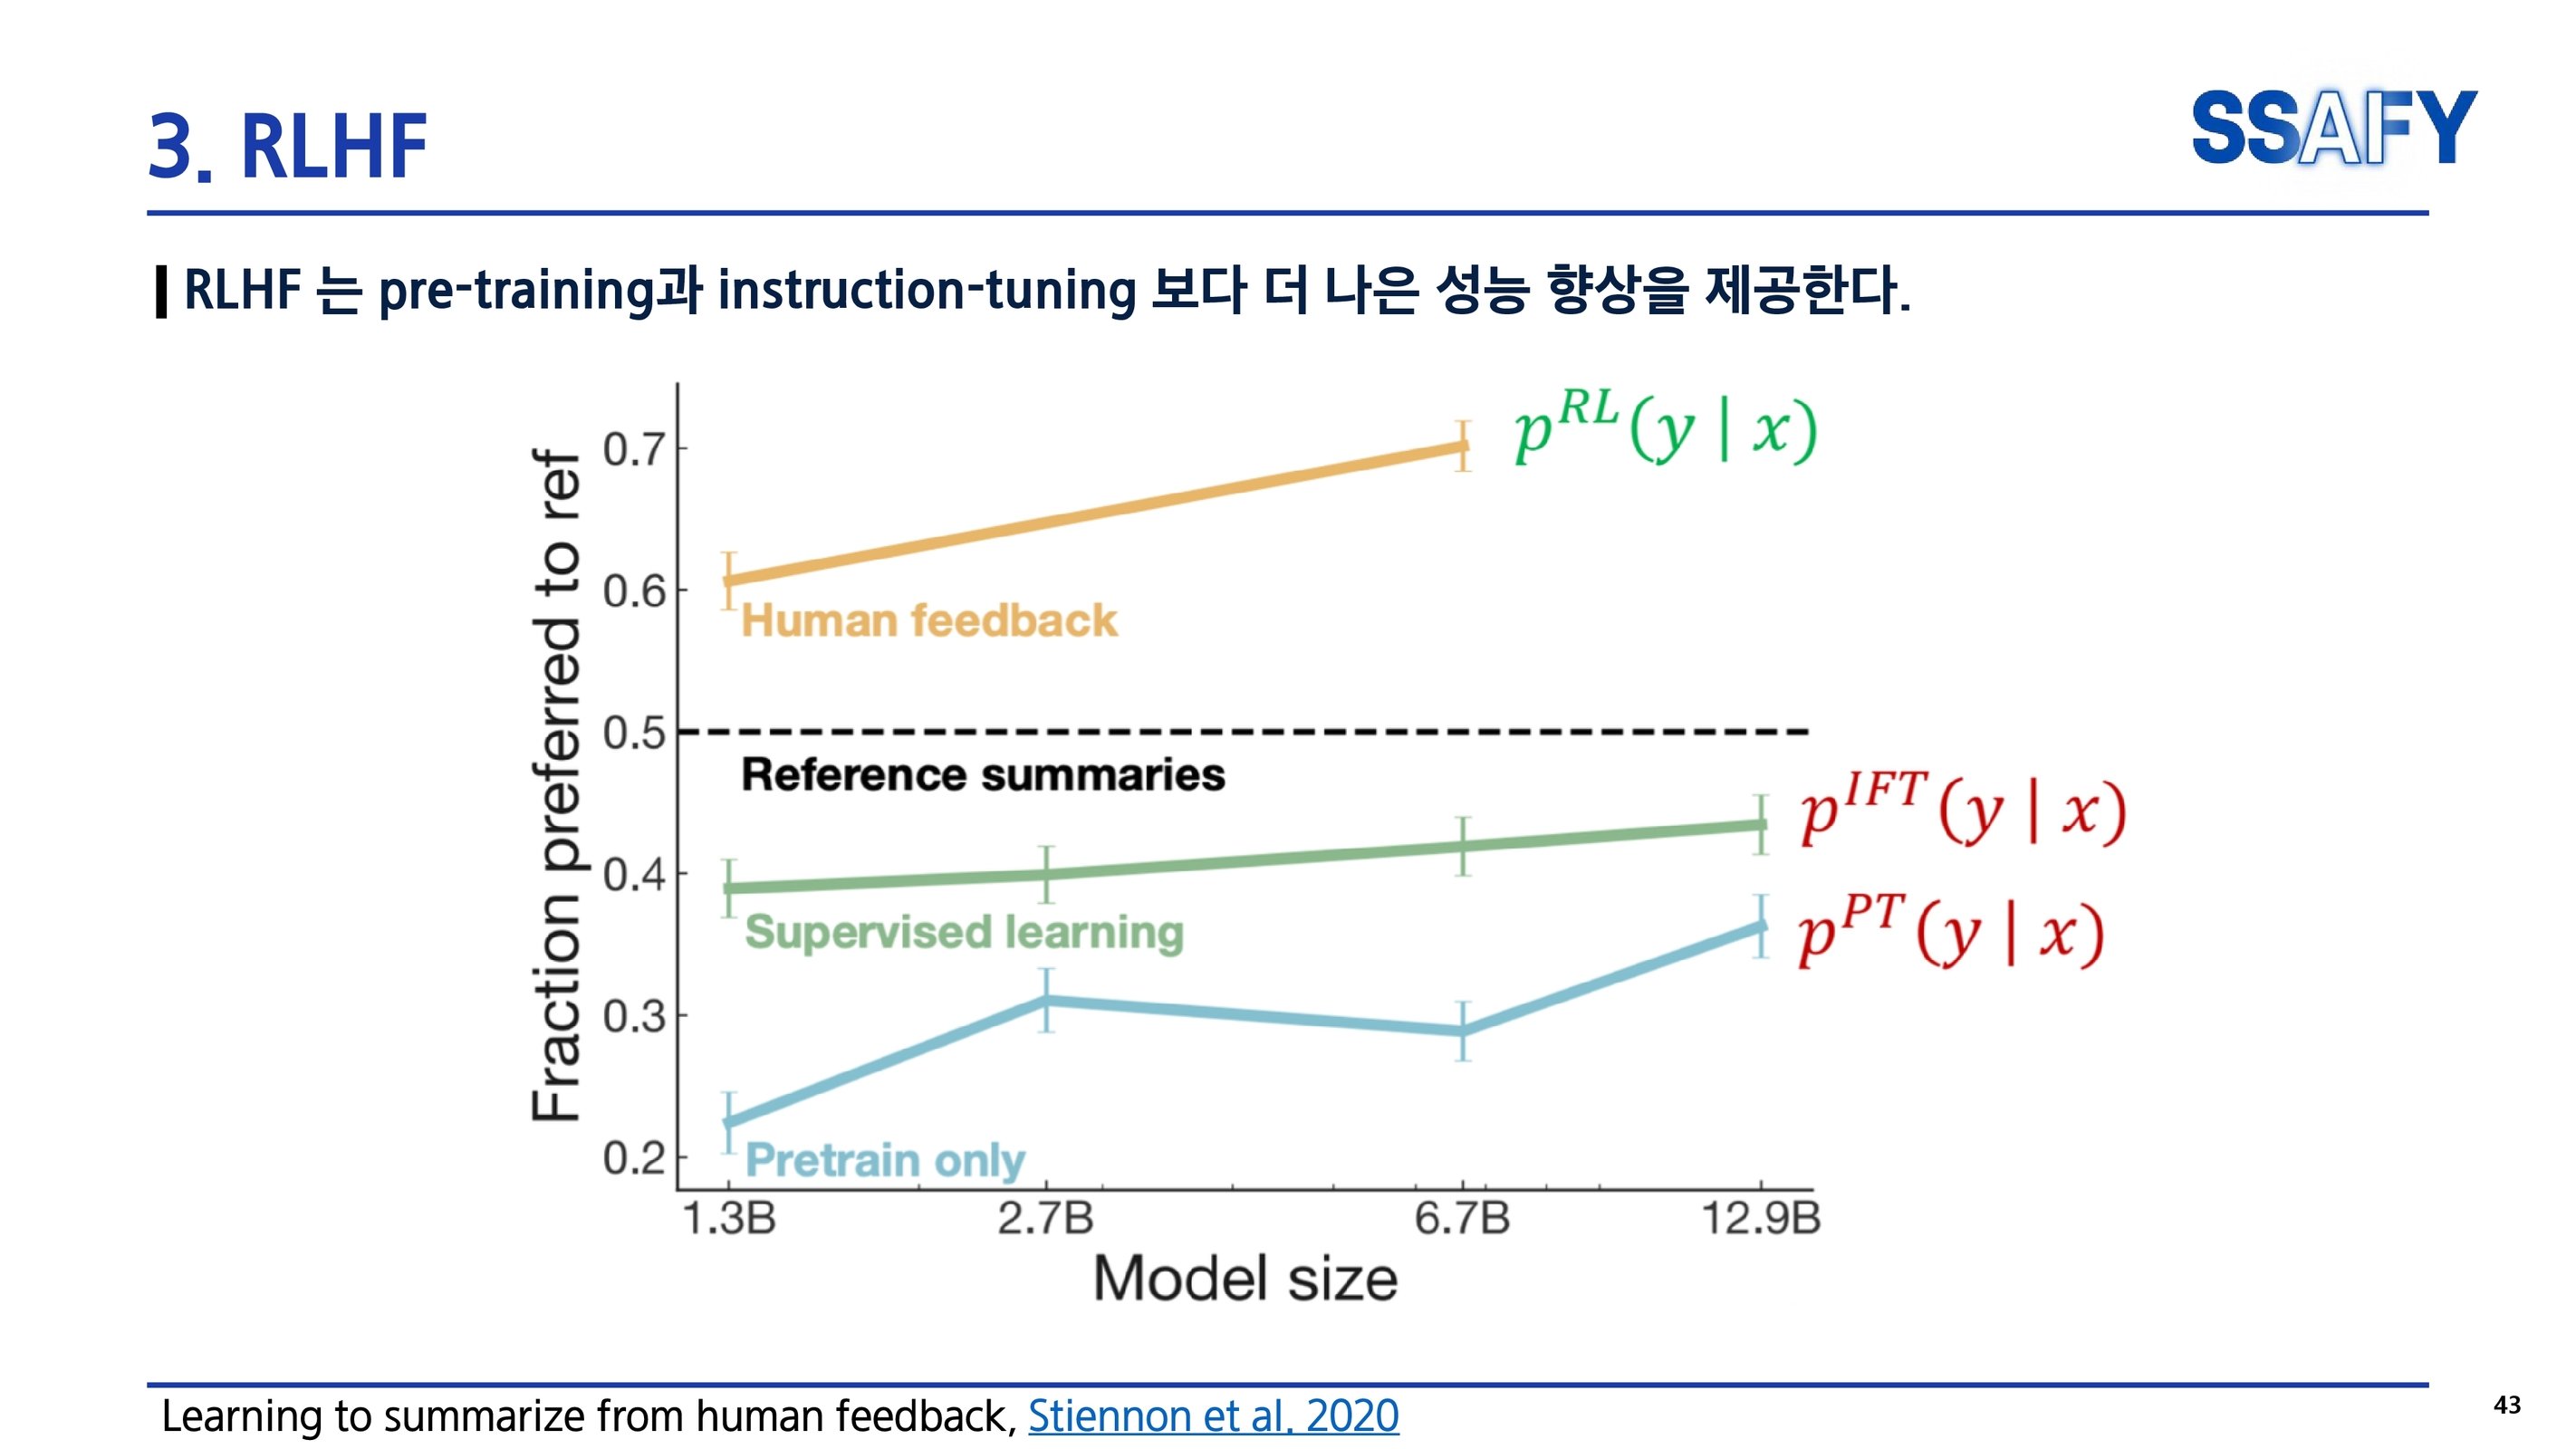 3. RLHF
SSAFY
RLHF 는 pre-training과 instruction-tuning 보다 더 나은 성능 향상을 제공한다.
Fraction preferred to ref
0.7
0.6
0.5
0.4
0.3
0.2
p^{RL}(y | x)
Human feedback
Reference summaries
p^{IFT}(y | x)
Supervised learning
p^{PT}(y | x)
Pretrain only
1.3B 2.7B 6.7B 12.9B
Model size
Learning to summarize from human feedback, Stiennon et al. 2020
43